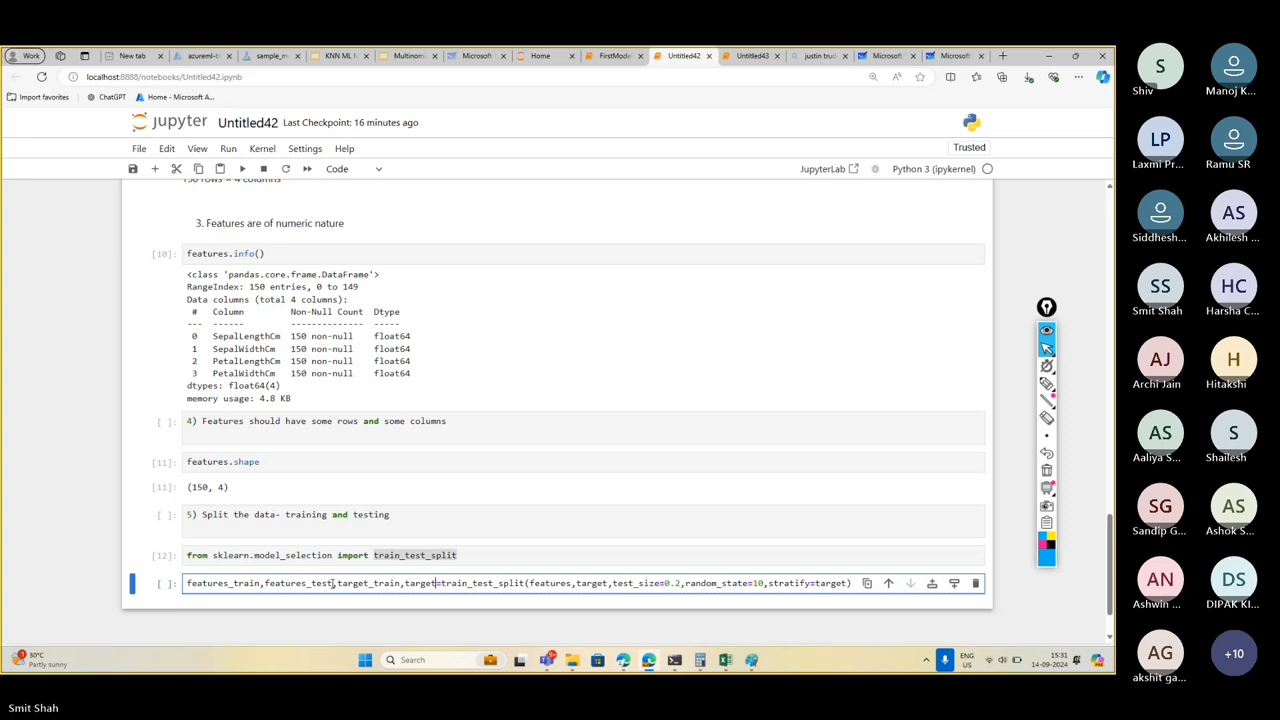 Work
New tab
azureml-b
sample_m
KNN ML M
Multinom
Microsoft
Home
FirstMode
Untitled42
Untitled43
justin trud
Microsoft
Microsoft
localhost:8888/notebooks/Untitled42.ipynb
Import favorites
ChatGPT
Home - Microsoft A...
jupyter Untitled42 Last Checkpoint: 16 minutes ago
File Edit View Run Kernel Settings Help
Trusted
Code
JupyterLab
Python 3 (ipykernel)
150 rows × 4 columns
3. Features are of numeric nature
[10]: features.info()
<class 'pandas.core.frame.DataFrame'>
RangeIndex: 150 entries, 0 to 149
Data columns (total 4 columns):
# Column Non-Null Count Dtype
--- ------ -------------- -----
0 SepalLengthCm 150 non-null float64
1 SepalWidthCm 150 non-null float64
2 PetalLengthCm 150 non-null float64
3 PetalWidthCm 150 non-null float64
dtypes: float64(4)
memory usage: 4.8 KB
[ ]: 4) Features should have some rows and some columns
[11]: features.shape
[11]: (150, 4)
[ ]: 5) Split the data- training and testing
[12]: from sklearn.model_selection import train_test_split
[ ]: features_train,features_test,target_train,target=train_test_split(features,target,test_size=0.2,random_state=10,stratify=target)
30°C
Partly sunny
Search
ENG
US
15:31
14-09-2024
S
Shiv
Manoj K...
LP
Laxmi Pr...
Ramu SR
Siddhesh...
AS
Akhilesh ...
SS
Smit Shah
HC
Harsha C...
AJ
Archi Jain
H
Hitakshi
AS
Aaliya S...
S
Shailesh
SG
Sandip G...
AS
Ashok S...
AN
Ashwin ...
DK
DIPAK KI...
AG
akshit ga...
+10
Smit Shah